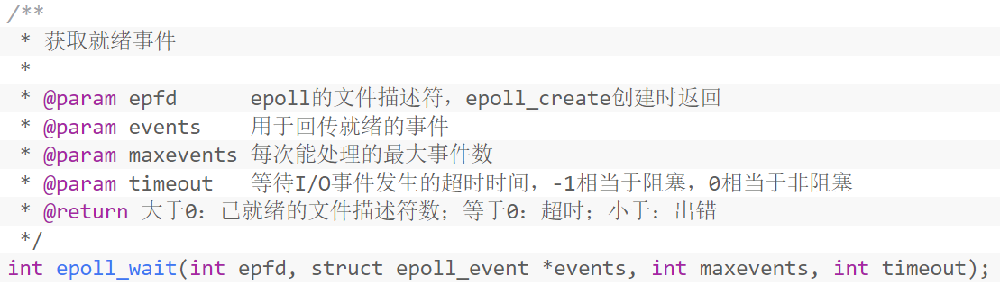 /**
 * 获取就绪事件
 *
 * @param epfd      epoll的文件描述符，epoll_create创建时返回
 * @param events    用于回传就绪的事件
 * @param maxevents 每次能处理的最大事件数
 * @param timeout   等待I/O事件发生的超时时间，-1相当于阻塞，0相当于非阻塞
 * @return 大于0：已就绪的文件描述符数；等于0：超时；小于：出错
 */
int epoll_wait(int epfd, struct epoll_event *events, int maxevents, int timeout);